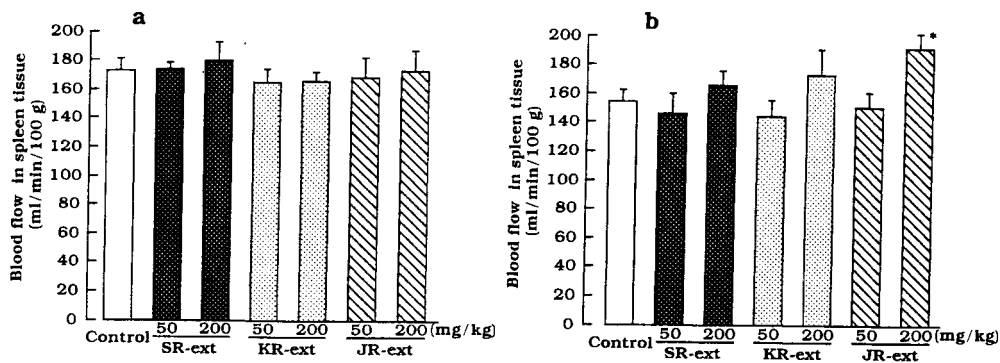 a
Blood flow in spleen tissue
(ml/min/100 g)
200
180
160
140
120
100
80
60
40
20
0
Control 50 200 50 200 50 200 (mg/kg)
SR-ext KR-ext JR-ext
b
Blood flow in spleen tissue
(ml/min/100 g)
200
180
160
140
120
100
80
60
40
20
0
*
Control 50 200 50 200 50 200 (mg/kg)
SR-ext KR-ext JR-ext